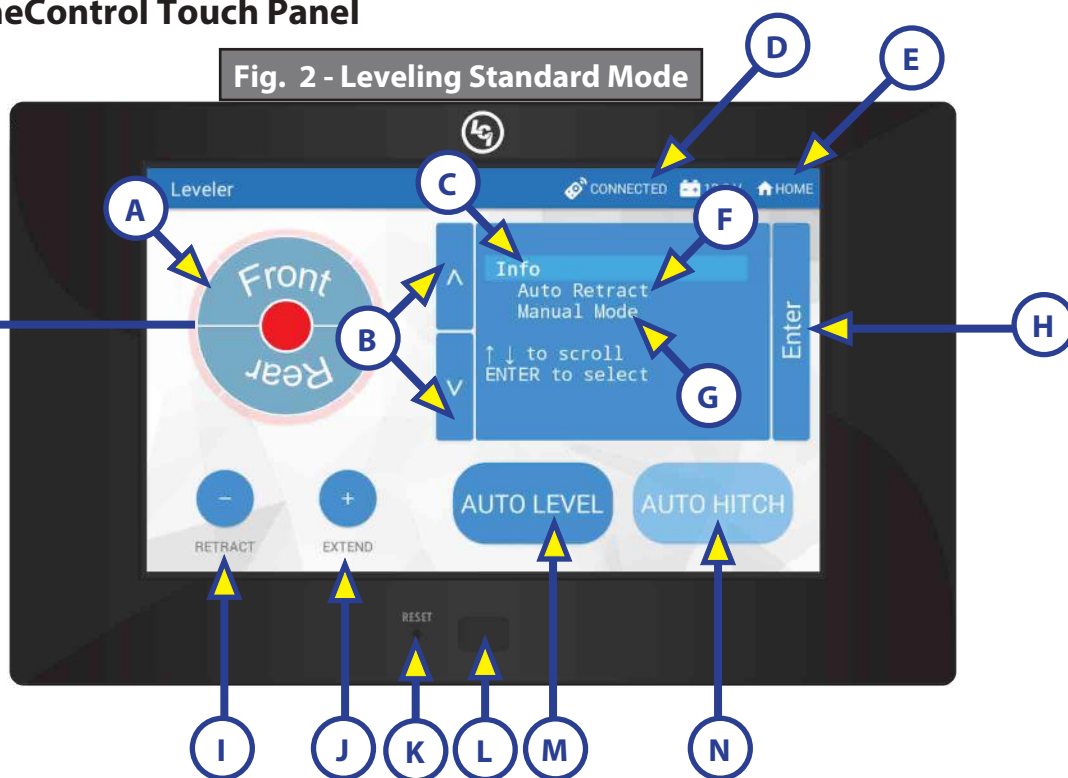 neControl Touch Panel
Fig. 2 - Leveling Standard Mode
D
E
LCI
Leveler
CONNECTED
HOME
A
C
F
Front
Rear
B
^
v
Info
Auto Retract
Manual Mode
↑ ↓ to scroll
ENTER to select
Enter
H
G
−
+
RETRACT
EXTEND
AUTO LEVEL
AUTO HITCH
RESET
I
J
K
L
M
N